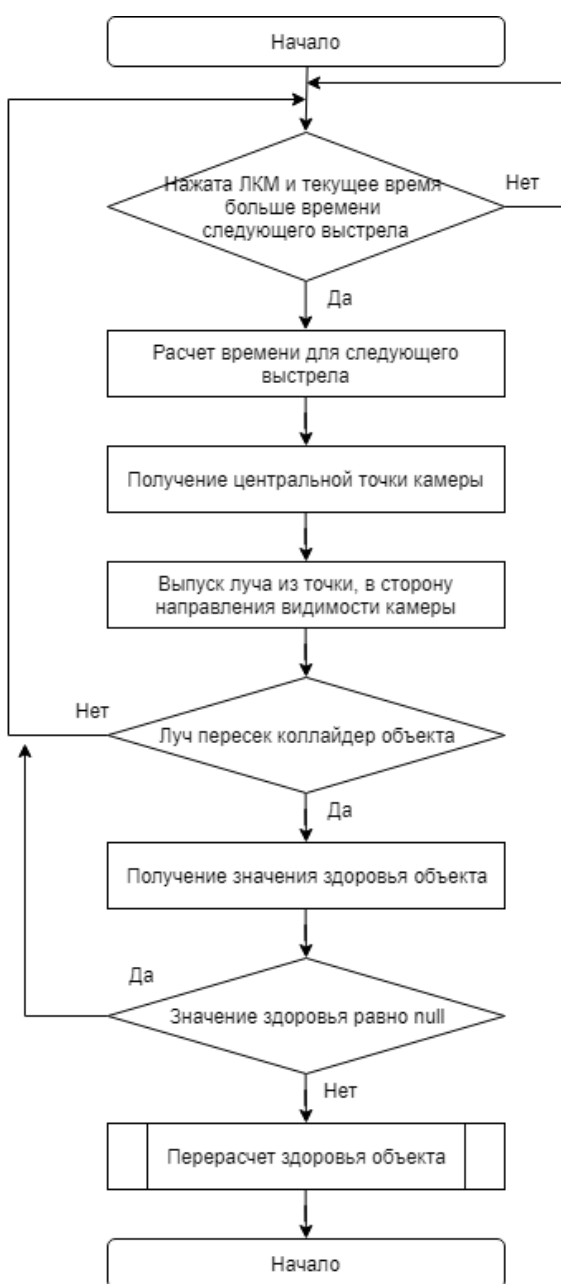 Начало
Нажата ЛКМ и текущее время
больше времени
следующего выстрела
Нет
Да
Расчет времени для следующего
выстрела
Получение центральной точки камеры
Выпуск луча из точки, в сторону
направления видимости камеры
Нет
Луч пересек коллайдер объекта
Да
Получение значения здоровья объекта
Да
Значение здоровья равно null
Нет
Перерасчет здоровья объекта
Начало